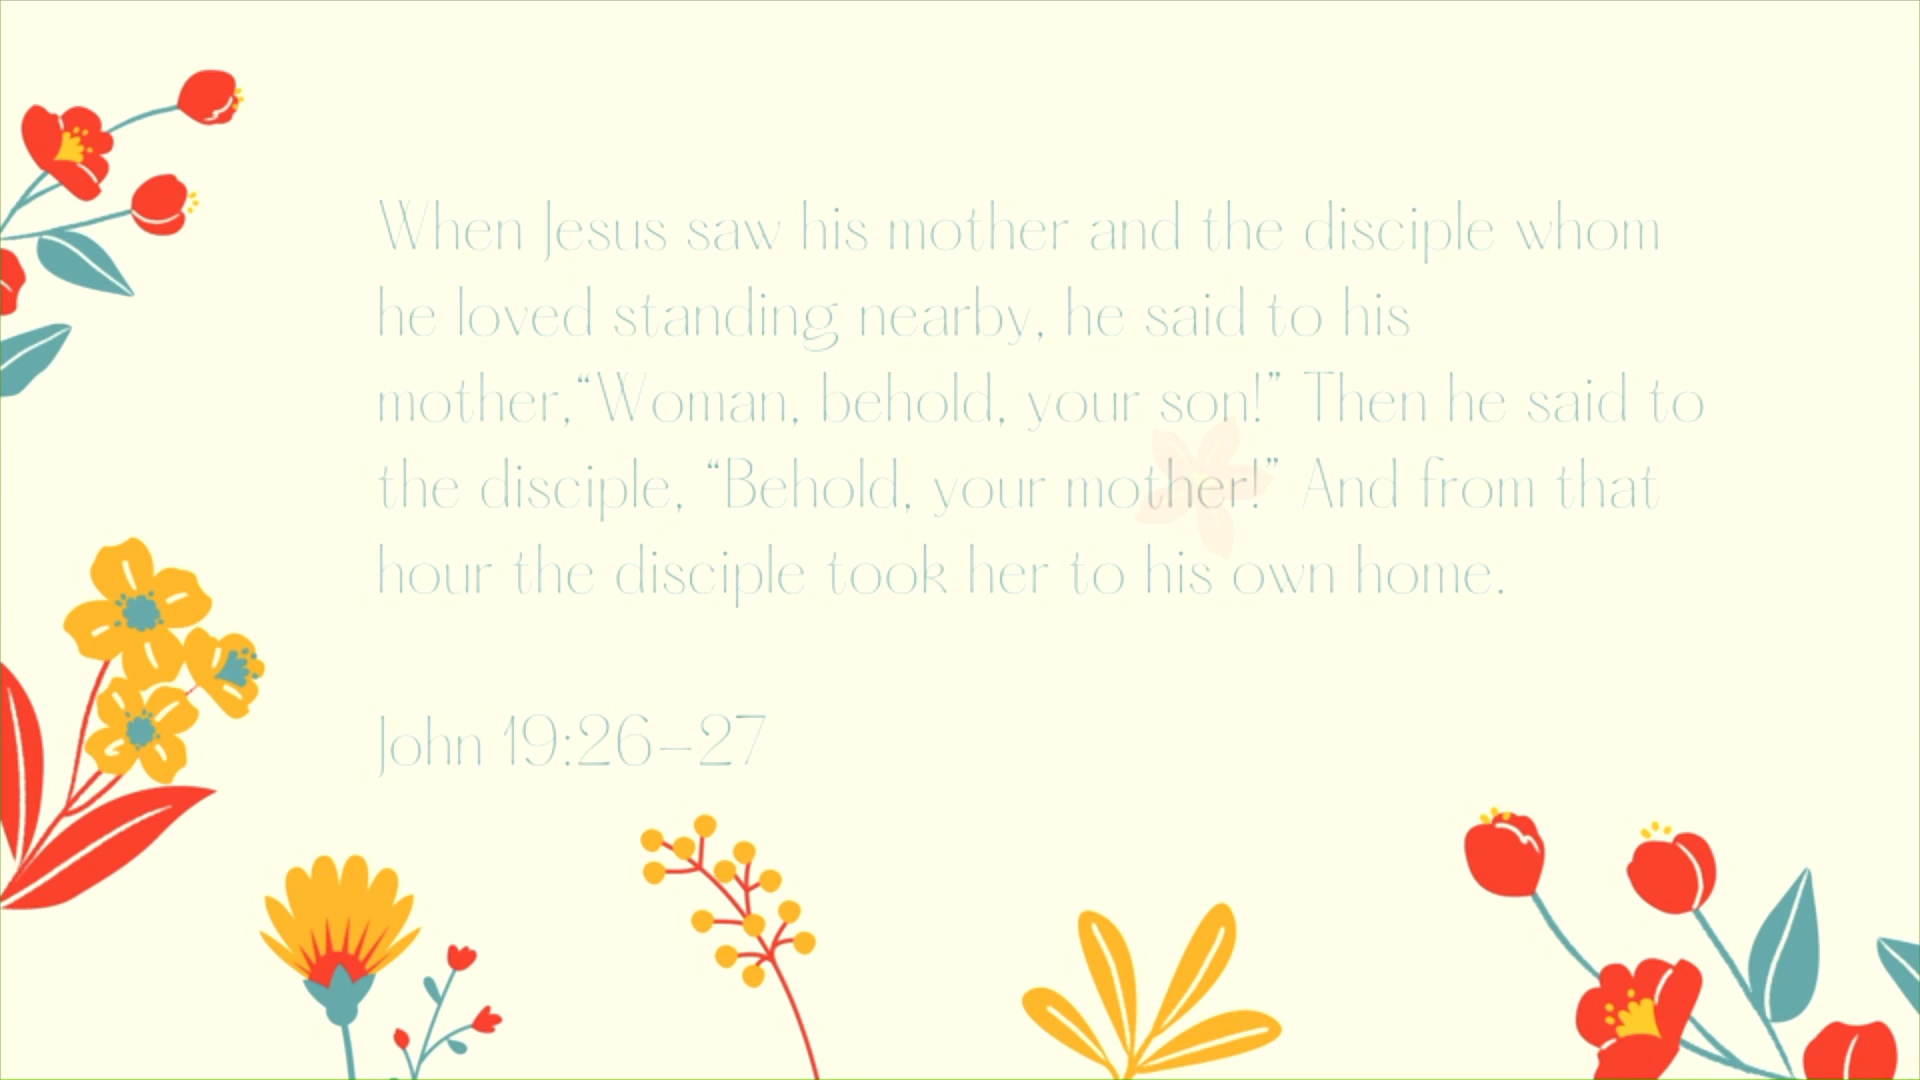 When Jesus saw his mother and the disciple whom
he loved standing nearby, he said to his
mother,“Woman, behold, your son!” Then he said to
the disciple, “Behold, your mother!” And from that
hour the disciple took her to his own home.
John 19:26–27